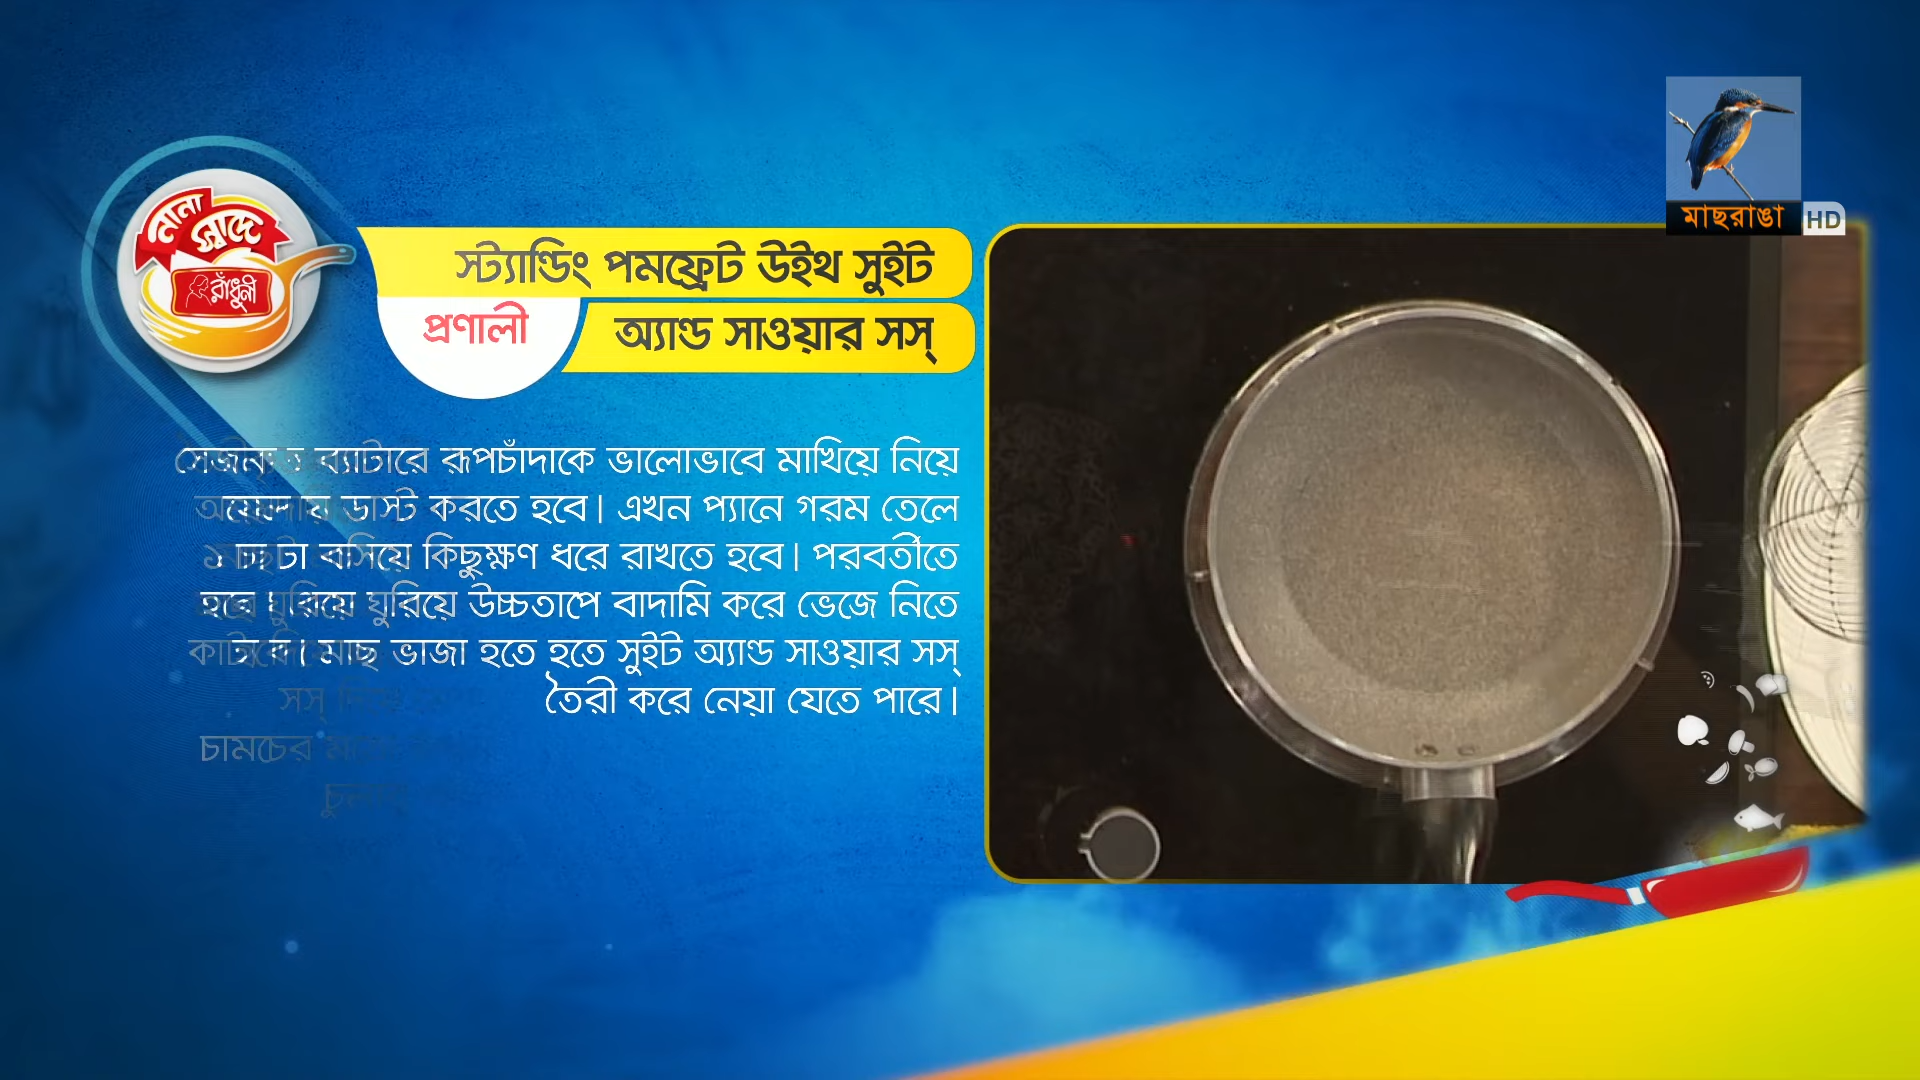 মাছরাঙা HD
নানা
স্বাদে
রাঁধুনী
স্ট্যান্ডিং পমফ্রেট উইথ সুইট
অ্যান্ড সাওয়ার সস্
প্রণালী
ব্যাটারে রূপচাঁদাকে ভালোভাবে মাখিয়ে নিয়ে
ডাস্ট করতে হবে। এখন প্যানে গরম তেলে
বসিয়ে কিছুক্ষণ ধরে রাখতে হবে। পরবর্তীতে
ঘুরিয়ে উচ্চতাপে বাদামি করে ভেজে নিতে
মাছ ভাজা হতে হতে সুইট অ্যান্ড সাওয়ার সস্
তৈরী করে নেয়া যেতে পারে।
চামচের